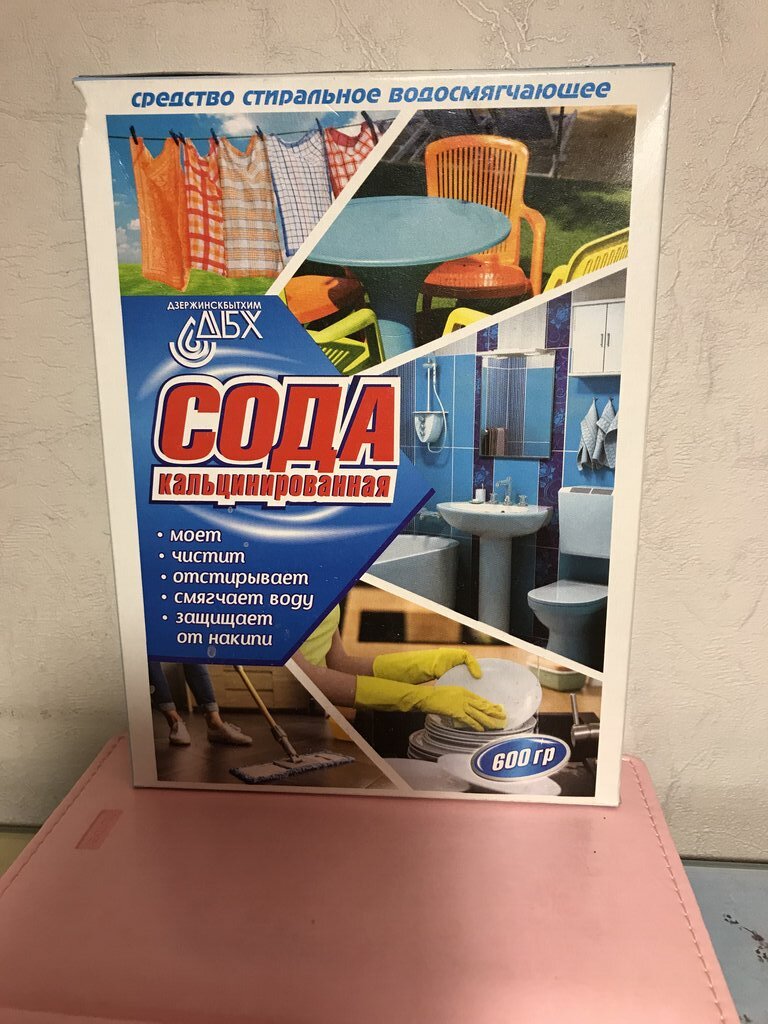 средство стиральное водосмягчающее
ДЗЕРЖИНСКБЫТХИМ
ДБХ
СОДА
кальцинированная
• моет
• чистит
• отстирывает
• смягчает воду
• защищает
от накипи
600 гр